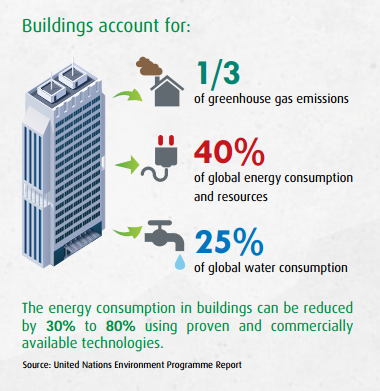 Buildings account for:
1/3
of greenhouse gas emissions
40%
of global energy consumption
and resources
25%
of global water consumption
The energy consumption in buildings can be reduced
by 30% to 80% using proven and commercially
available technologies.
Source: United Nations Environment Programme Report